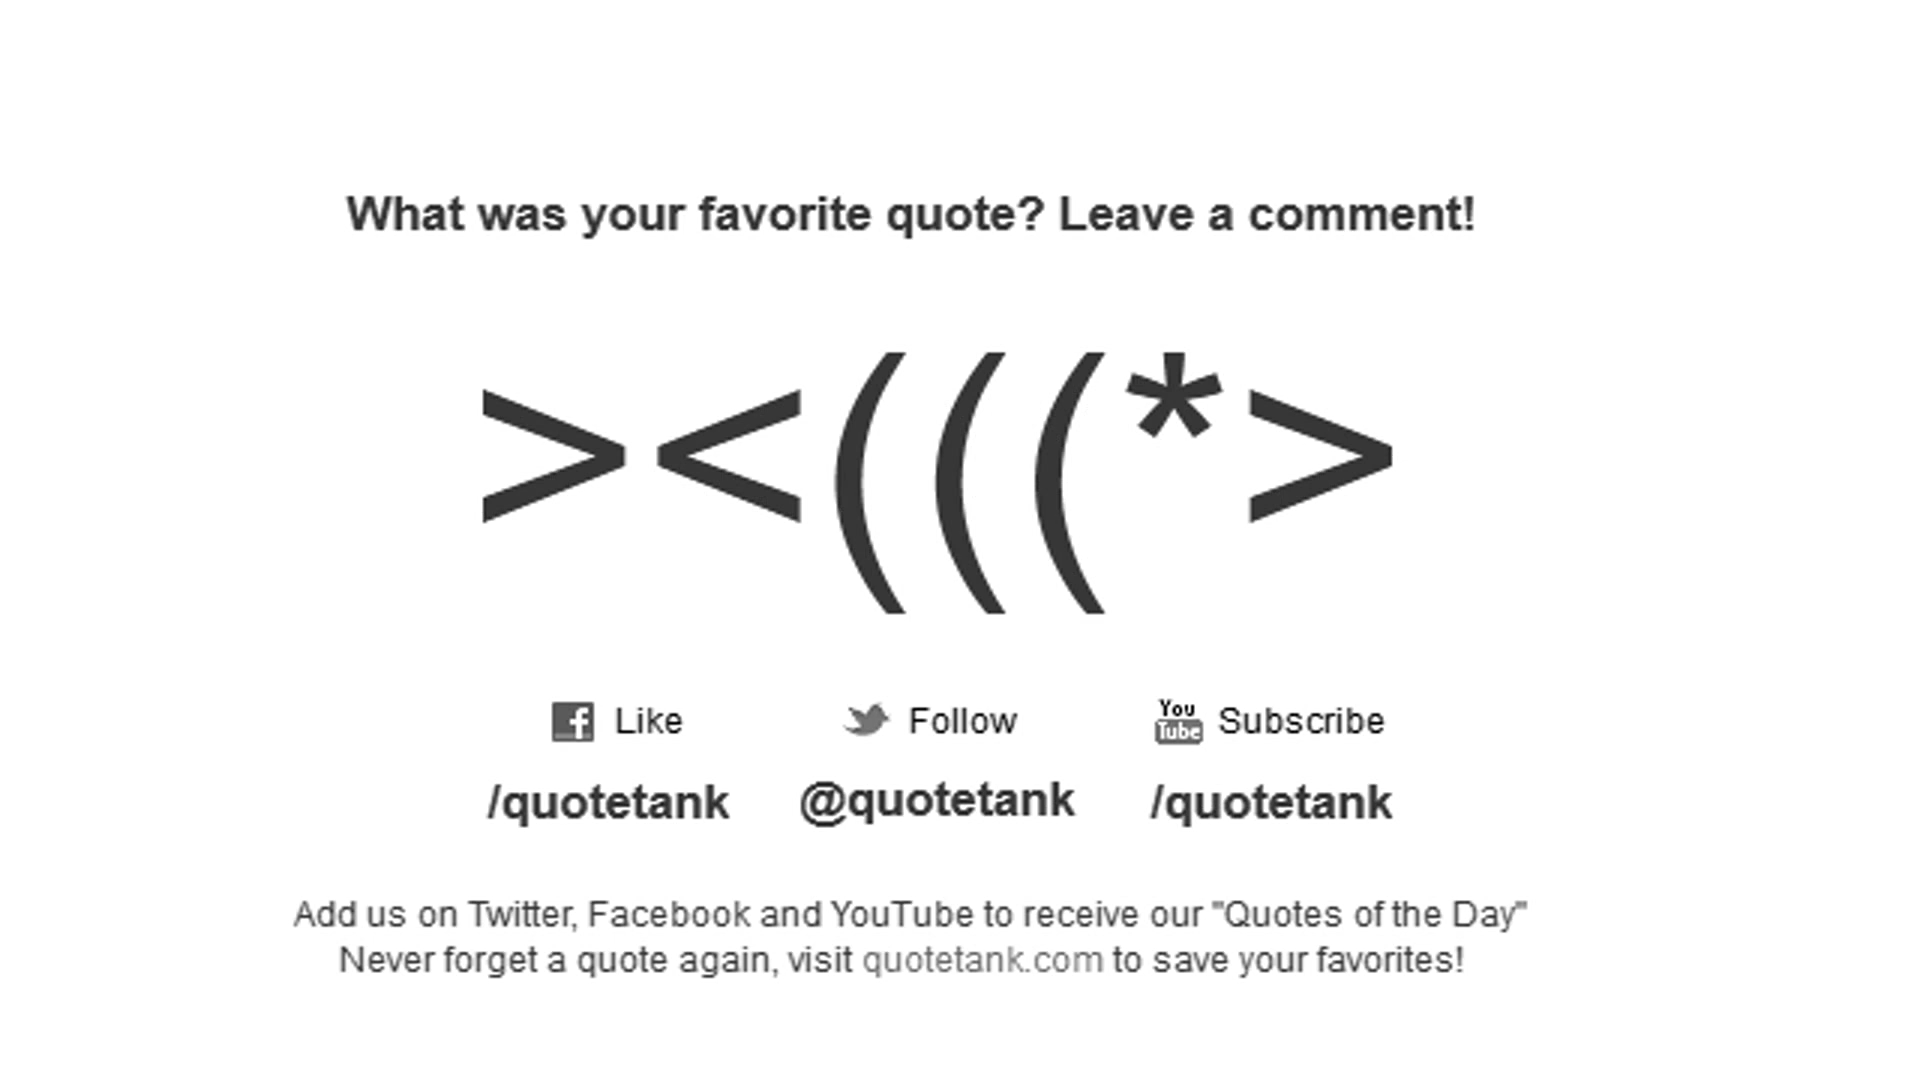 What was your favorite quote? Leave a comment!
><(((*>
f Like Follow You Tube Subscribe
/quotetank @quotetank /quotetank
Add us on Twitter, Facebook and YouTube to receive our "Quotes of the Day"
Never forget a quote again, visit quotetank.com to save your favorites!